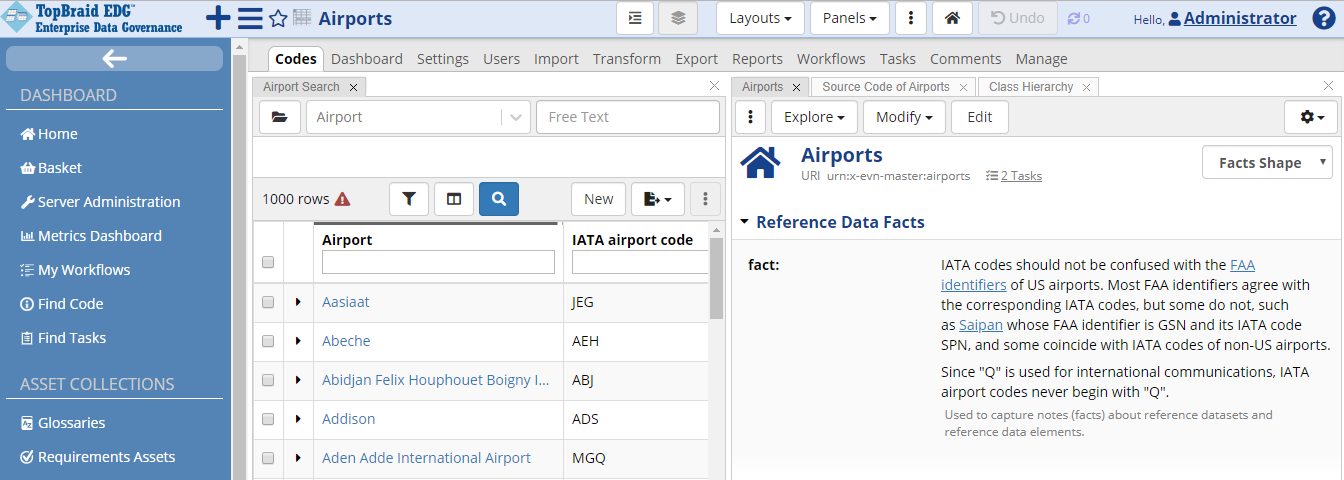 TopBraid EDG™
Enterprise Data Governance
Airports
Layouts
Panels
Undo
0
Hello, Administrator
?
DASHBOARD
Home
Basket
Server Administration
Metrics Dashboard
My Workflows
Find Code
Find Tasks
ASSET COLLECTIONS
Glossaries
Requirements Assets
Codes Dashboard Settings Users Import Transform Export Reports Workflows Tasks Comments Manage
Airport Search
Airport
Free Text
1000 rows
New
Airport
IATA airport code
Aasiaat JEG
Abeche AEH
Abidjan Felix Houphouet Boigny I... ABJ
Addison ADS
Aden Adde International Airport MGQ
Airports
Source Code of Airports
Class Hierarchy
Explore
Modify
Edit
Airports
URI urn:x-evn-master:airports
2 Tasks
Facts Shape
Reference Data Facts
fact:
IATA codes should not be confused with the FAA
identifiers of US airports. Most FAA identifiers agree with
the corresponding IATA codes, but some do not, such
as Saipan whose FAA identifier is GSN and its IATA code
SPN, and some coincide with IATA codes of non-US airports.
Since "Q" is used for international communications, IATA
airport codes never begin with "Q".
Used to capture notes (facts) about reference datasets and
reference data elements.